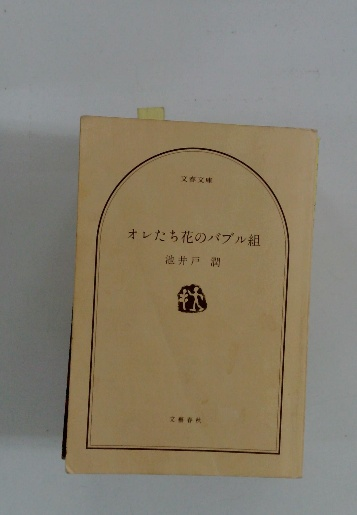 文春文庫
オレたち花のバブル組
池井戸 潤
文藝春秋